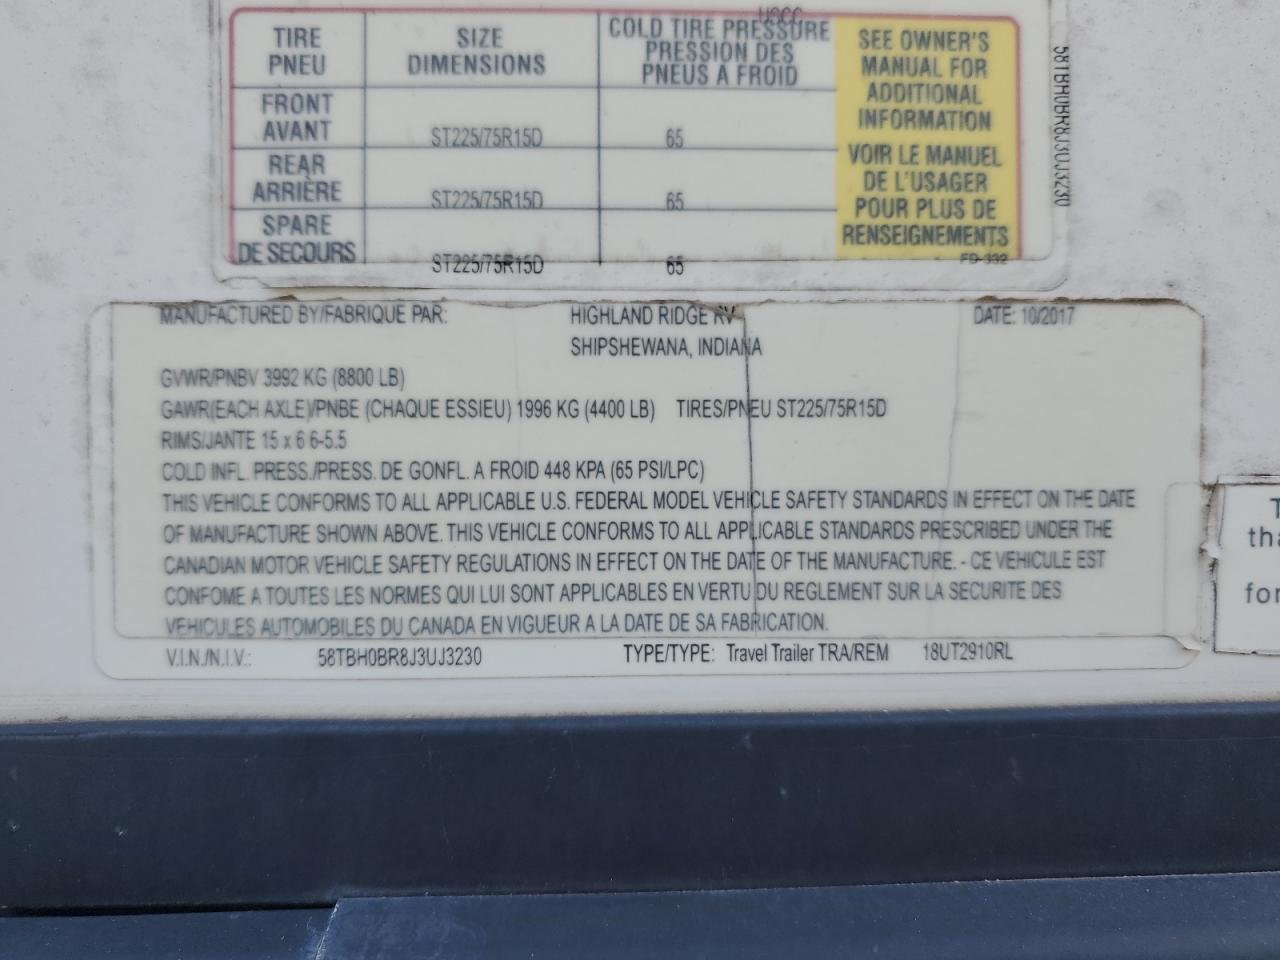 USCC
TIRE
PNEU
SIZE
DIMENSIONS
COLD TIRE PRESSURE
PRESSION DES
PNEUS A FROID
SEE OWNER'S
MANUAL FOR
ADDITIONAL
INFORMATION
VOIR LE MANUEL
DE L'USAGER
POUR PLUS DE
RENSEIGNEMENTS
FRONT
AVANT ST225/75R15D 65
REAR
ARRIÈRE ST225/75R15D 65
SPARE
DE SECOURS ST225/75R15D 65
FD-332
58TBH0BR8J3UJ3230
MANUFACTURED BY/FABRIQUE PAR: HIGHLAND RIDGE RV DATE: 10/2017
SHIPSHEWANA, INDIANA
GVWR/PNBV 3992 KG (8800 LB)
GAWR(EACH AXLE)/PNBE (CHAQUE ESSIEU) 1996 KG (4400 LB) TIRES/PNEU ST225/75R15D
RIMS/JANTE 15 x 6 6-5.5
COLD INFL. PRESS./PRESS. DE GONFL. A FROID 448 KPA (65 PSI/LPC)
THIS VEHICLE CONFORMS TO ALL APPLICABLE U.S. FEDERAL MODEL VEHICLE SAFETY STANDARDS IN EFFECT ON THE DATE
OF MANUFACTURE SHOWN ABOVE. THIS VEHICLE CONFORMS TO ALL APPLICABLE STANDARDS PRESCRIBED UNDER THE
CANADIAN MOTOR VEHICLE SAFETY REGULATIONS IN EFFECT ON THE DATE OF THE MANUFACTURE. - CE VEHICULE EST
CONFOME A TOUTES LES NORMES QUI LUI SONT APPLICABLES EN VERTU DU REGLEMENT SUR LA SECURITE DES
VEHICULES AUTOMOBILES DU CANADA EN VIGUEUR A LA DATE DE SA FABRICATION.
V.I.N./N.I.V.: 58TBH0BR8J3UJ3230 TYPE/TYPE: Travel Trailer TRA/REM 18UT2910RL
T
tha
for